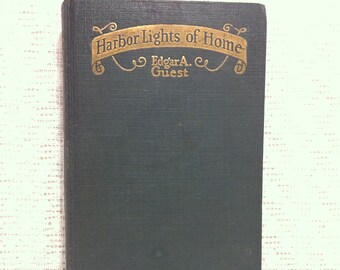 Harbor Lights of Home
Edgar A.
Guest